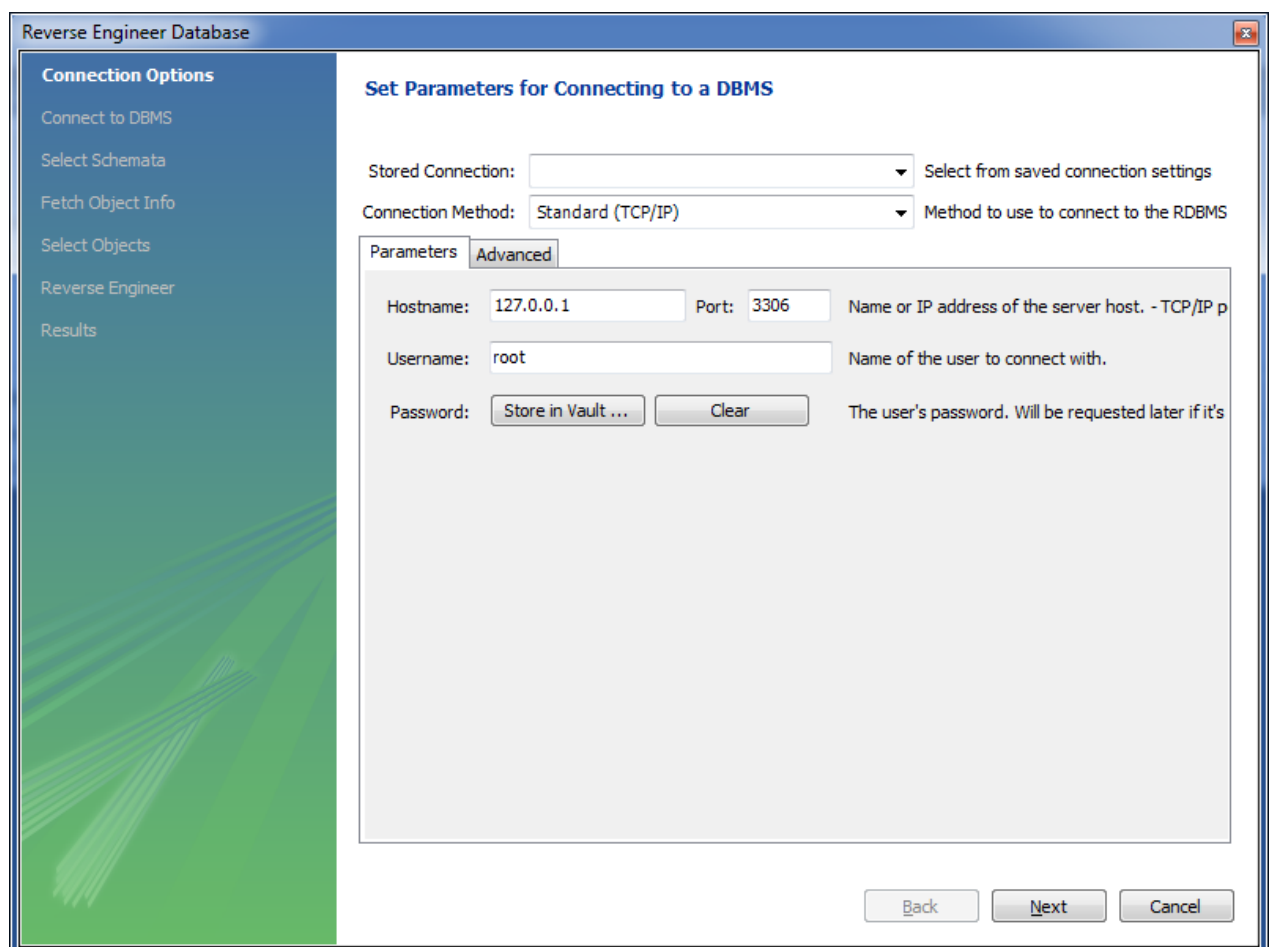 Reverse Engineer Database
Connection Options
Connect to DBMS
Select Schemata
Fetch Object Info
Select Objects
Reverse Engineer
Results
Set Parameters for Connecting to a DBMS
Stored Connection: Select from saved connection settings
Connection Method: Standard (TCP/IP) Method to use to connect to the RDBMS
Parameters Advanced
Hostname: 127.0.0.1 Port: 3306 Name or IP address of the server host. - TCP/IP p
Username: root Name of the user to connect with.
Password: Store in Vault ... Clear The user's password. Will be requested later if it's
Back Next Cancel